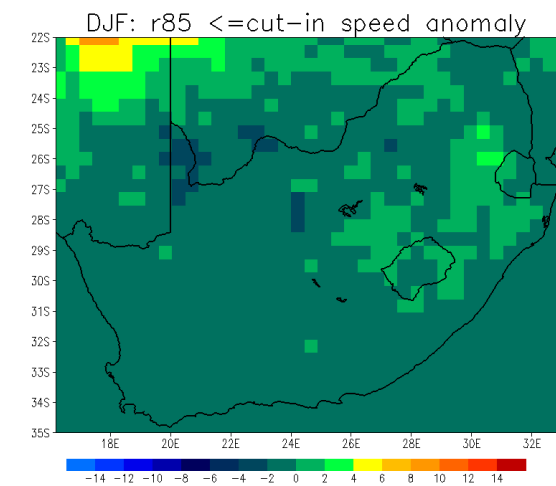 DJF: r85 <=cut-in speed anomaly
22S
23S
24S
25S
26S
27S
28S
29S
30S
31S
32S
33S
34S
35S
18E 20E 22E 24E 26E 28E 30E 32E
-14 -12 -10 -8 -6 -4 -2 0 2 4 6 8 10 12 14